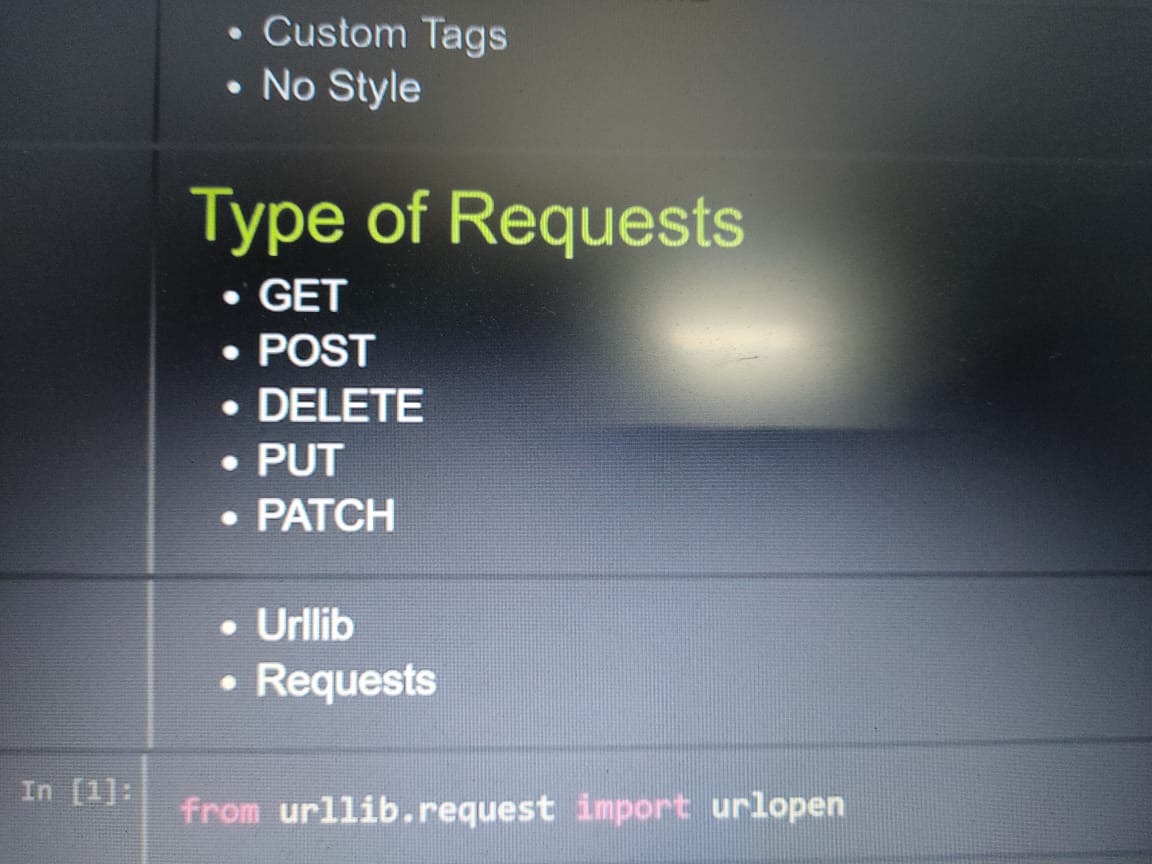 • Custom Tags
• No Style
Type of Requests
• GET
• POST
• DELETE
• PUT
• PATCH
• Urllib
• Requests
In [1]: from urllib.request import urlopen